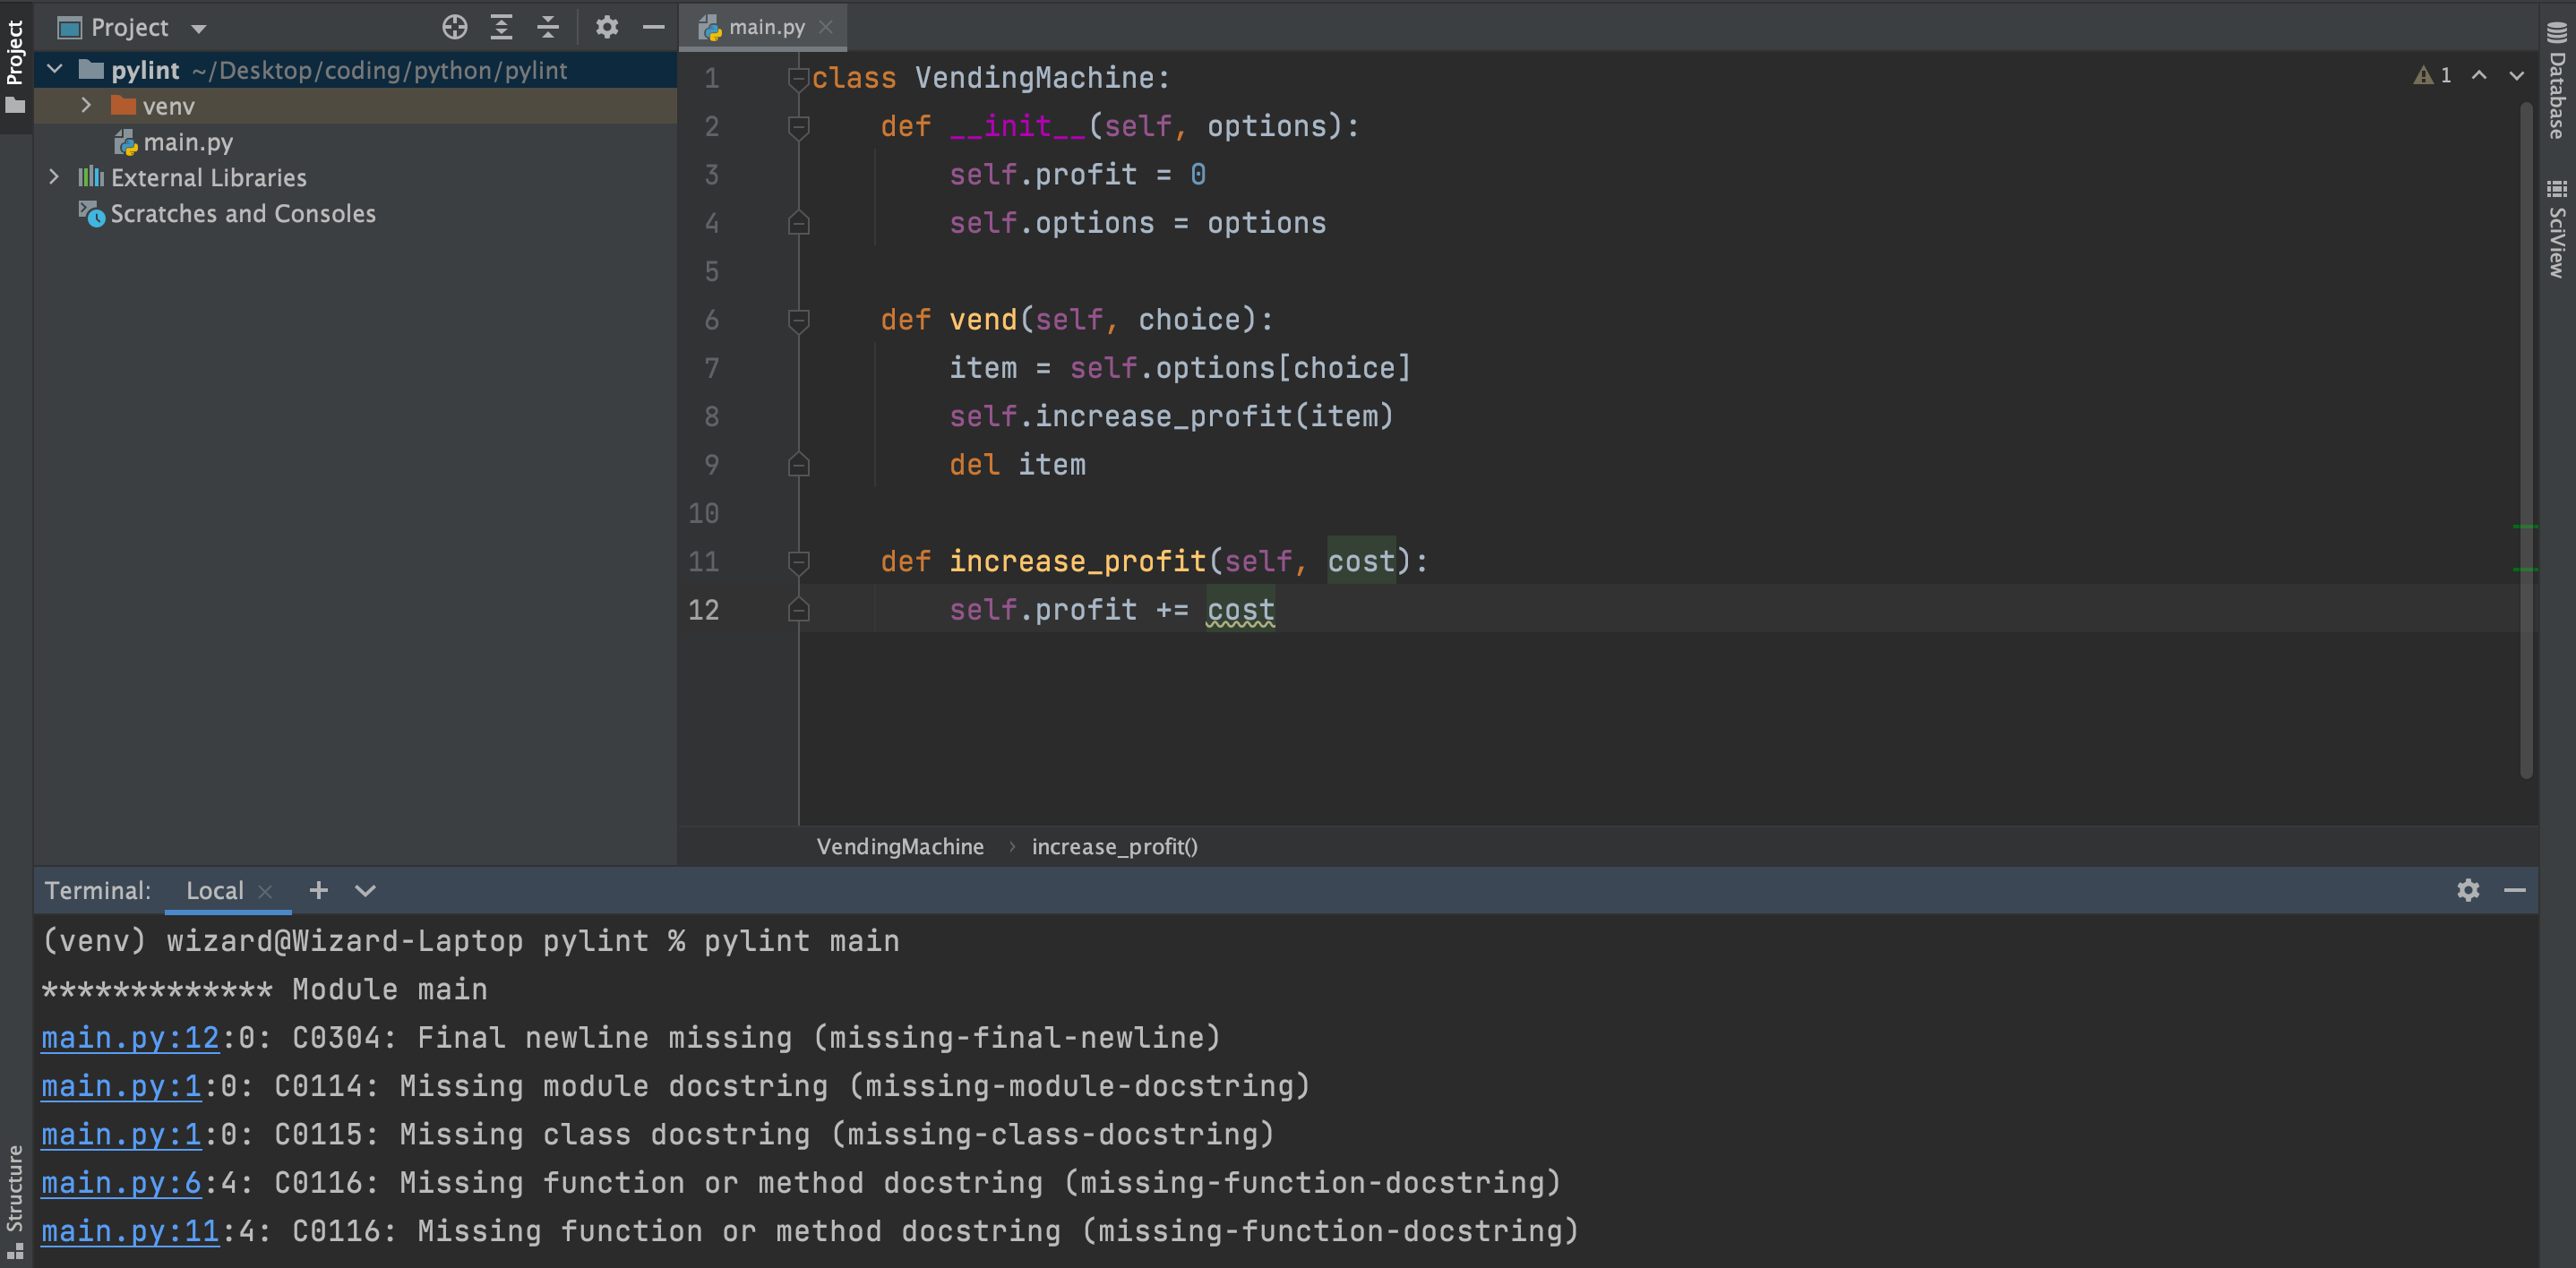 Project
Project
pylint ~/Desktop/coding/python/pylint
venv
main.py
External Libraries
Scratches and Consoles
main.py
1 class VendingMachine:
2     def __init__(self, options):
3         self.profit = 0
4         self.options = options
5
6     def vend(self, choice):
7         item = self.options[choice]
8         self.increase_profit(item)
9         del item
10
11     def increase_profit(self, cost):
12         self.profit += cost
1
VendingMachine › increase_profit()
Database
SciView
Structure
Terminal: Local
(venv) wizard@Wizard-Laptop pylint % pylint main
************* Module main
main.py:12:0: C0304: Final newline missing (missing-final-newline)
main.py:1:0: C0114: Missing module docstring (missing-module-docstring)
main.py:1:0: C0115: Missing class docstring (missing-class-docstring)
main.py:6:4: C0116: Missing function or method docstring (missing-function-docstring)
main.py:11:4: C0116: Missing function or method docstring (missing-function-docstring)